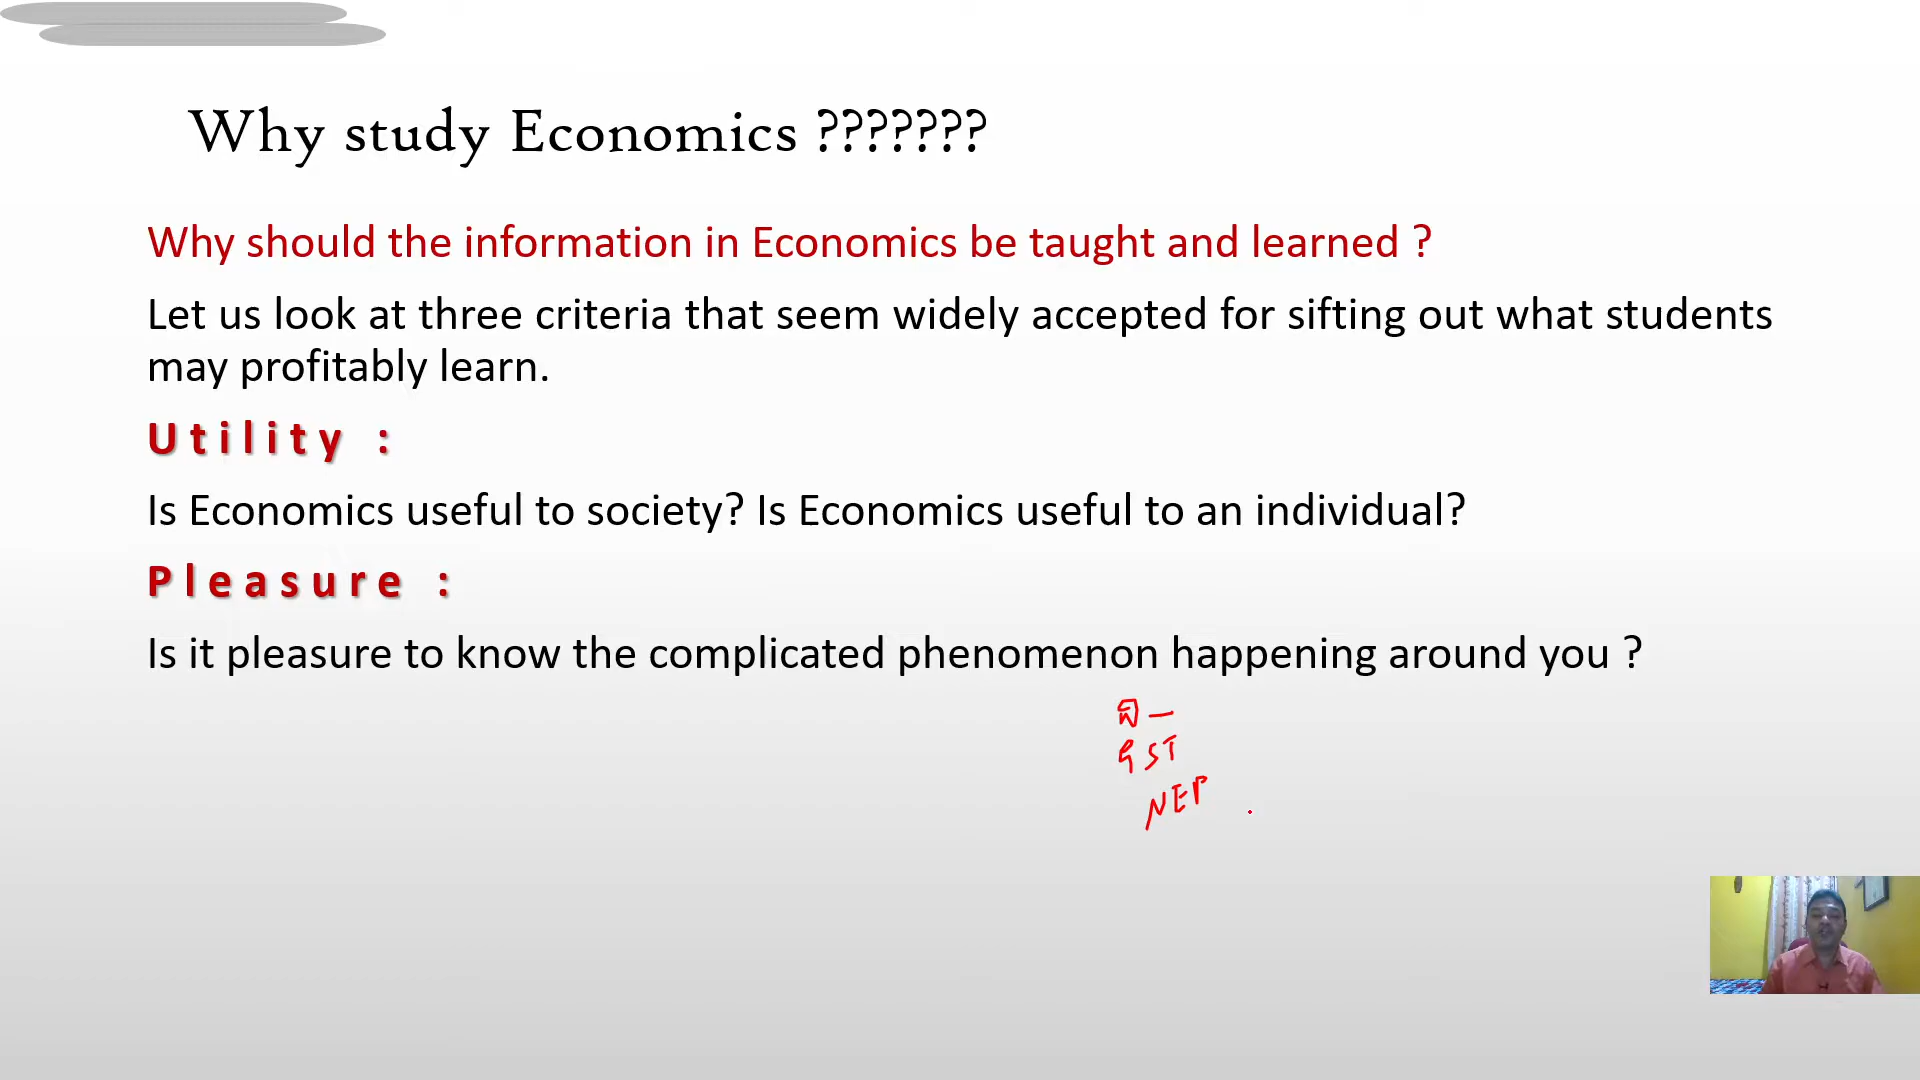 Why study Economics ???????
Why should the information in Economics be taught and learned ?
Let us look at three criteria that seem widely accepted for sifting out what students
may profitably learn.
Utility :
Is Economics useful to society? Is Economics useful to an individual?
Pleasure :
Is it pleasure to know the complicated phenomenon happening around you ?
GST
NEP